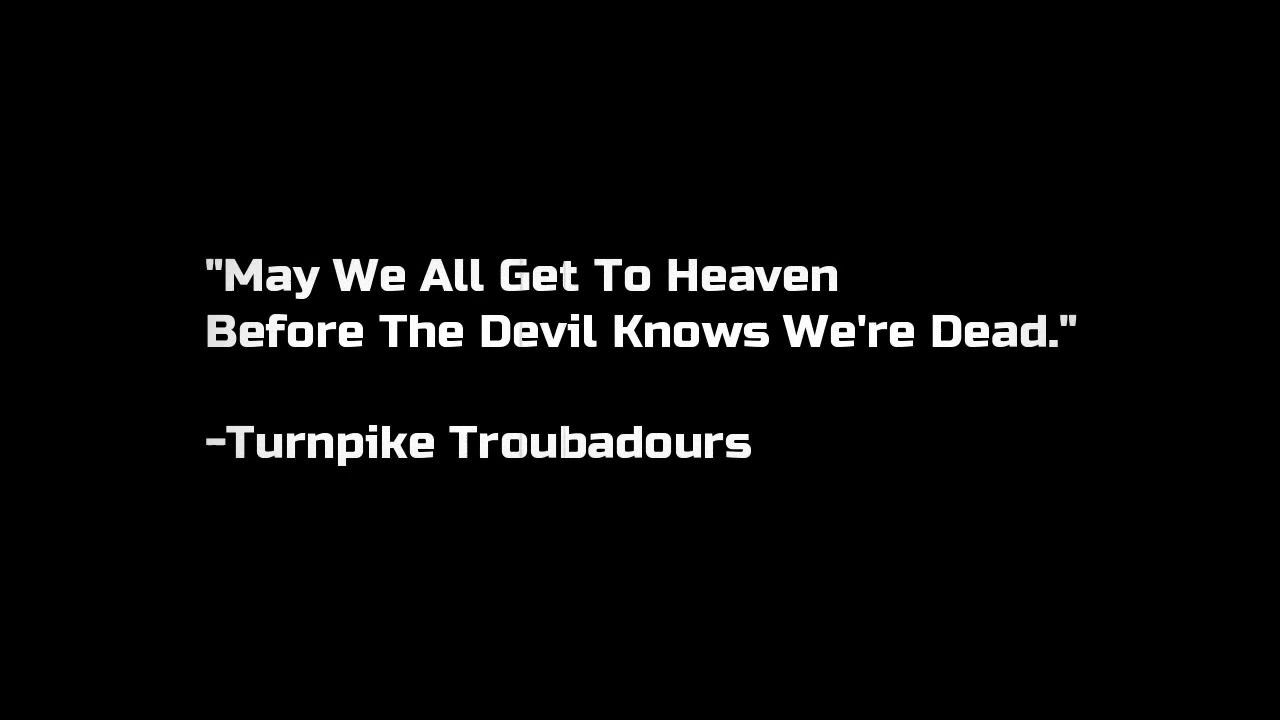 "May We All Get To Heaven
Before The Devil Knows We're Dead."
-Turnpike Troubadours